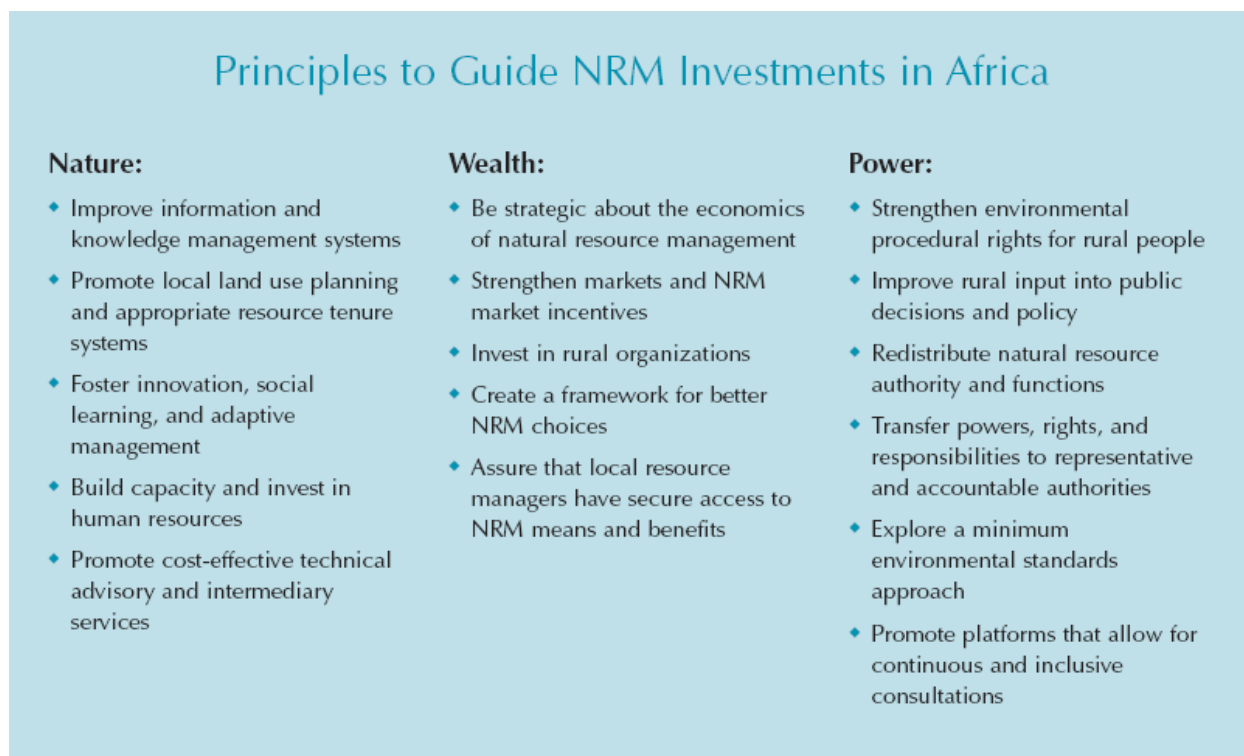 Principles to Guide NRM Investments in Africa
Nature:
◆ Improve information and
knowledge management systems
◆ Promote local land use planning
and appropriate resource tenure
systems
◆ Foster innovation, social
learning, and adaptive
management
◆ Build capacity and invest in
human resources
◆ Promote cost-effective technical
advisory and intermediary
services
Wealth:
◆ Be strategic about the economics
of natural resource management
◆ Strengthen markets and NRM
market incentives
◆ Invest in rural organizations
◆ Create a framework for better
NRM choices
◆ Assure that local resource
managers have secure access to
NRM means and benefits
Power:
◆ Strengthen environmental
procedural rights for rural people
◆ Improve rural input into public
decisions and policy
◆ Redistribute natural resource
authority and functions
◆ Transfer powers, rights, and
responsibilities to representative
and accountable authorities
◆ Explore a minimum
environmental standards
approach
◆ Promote platforms that allow for
continuous and inclusive
consultations